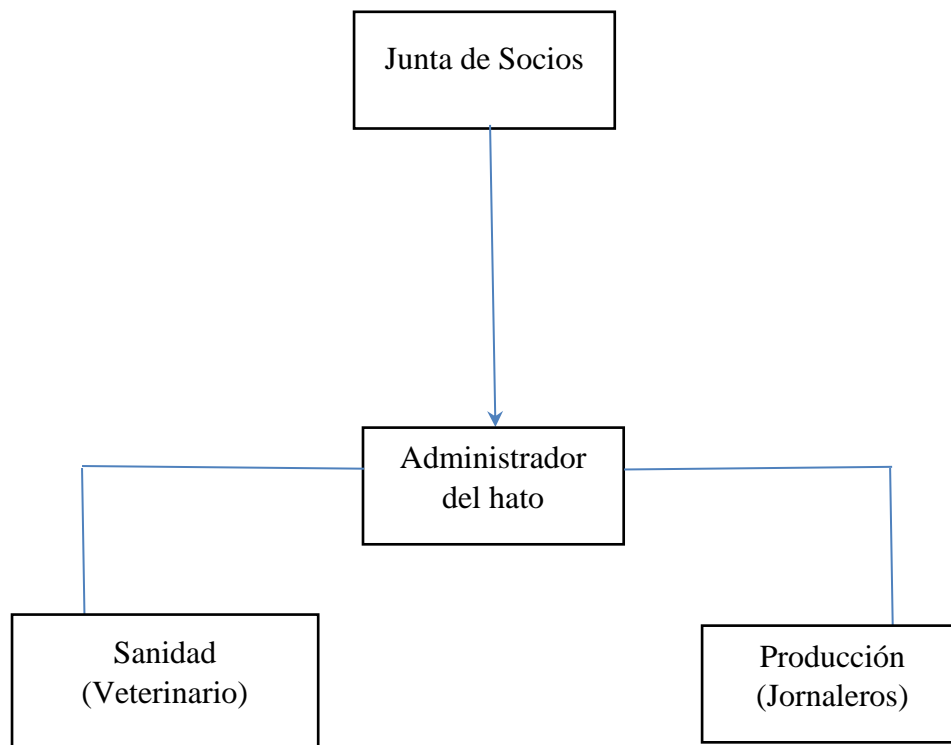 Junta de Socios
Administrador
del hato
Sanidad
(Veterinario)
Producción
(Jornaleros)